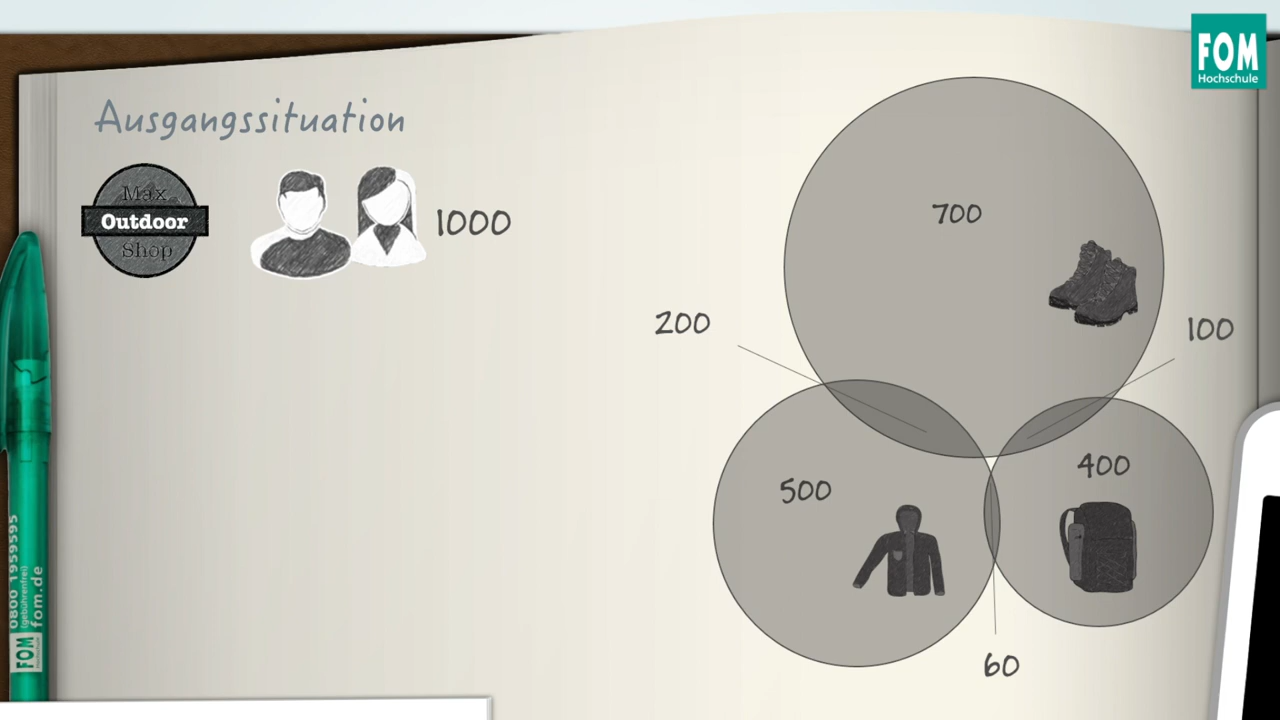 FOM
Hochschule
Ausgangssituation
Max
Outdoor
Shop
1000
700
200
100
500
400
60
0800 1959595
(gebührenfrei)
fom.de
FOM
Hochschule